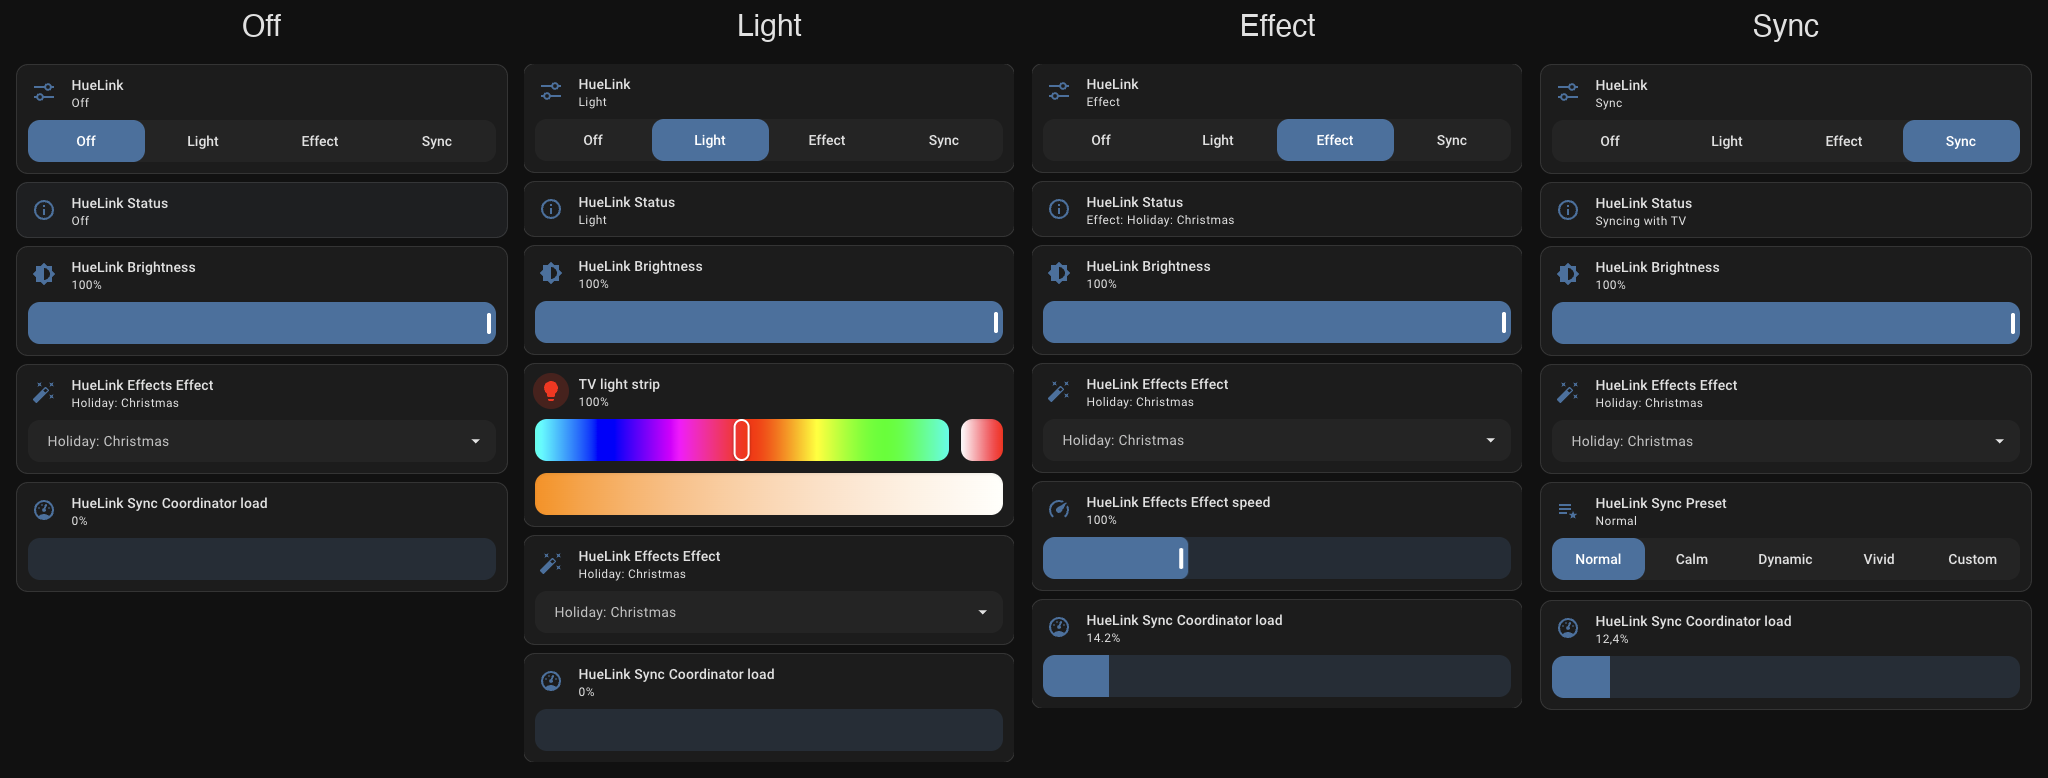 Off
HueLink
Off
Off Light Effect Sync
HueLink Status
Off
HueLink Brightness
100%
HueLink Effects Effect
Holiday: Christmas
Holiday: Christmas
HueLink Sync Coordinator load
0%
Light
HueLink
Light
Off Light Effect Sync
HueLink Status
Light
HueLink Brightness
100%
TV light strip
100%
HueLink Effects Effect
Holiday: Christmas
Holiday: Christmas
HueLink Sync Coordinator load
0%
Effect
HueLink
Effect
Off Light Effect Sync
HueLink Status
Effect: Holiday: Christmas
HueLink Brightness
100%
HueLink Effects Effect
Holiday: Christmas
Holiday: Christmas
HueLink Effects Effect speed
100%
HueLink Sync Coordinator load
14.2%
Sync
HueLink
Sync
Off Light Effect Sync
HueLink Status
Syncing with TV
HueLink Brightness
100%
HueLink Effects Effect
Holiday: Christmas
Holiday: Christmas
HueLink Sync Preset
Normal
Normal Calm Dynamic Vivid Custom
HueLink Sync Coordinator load
12,4%